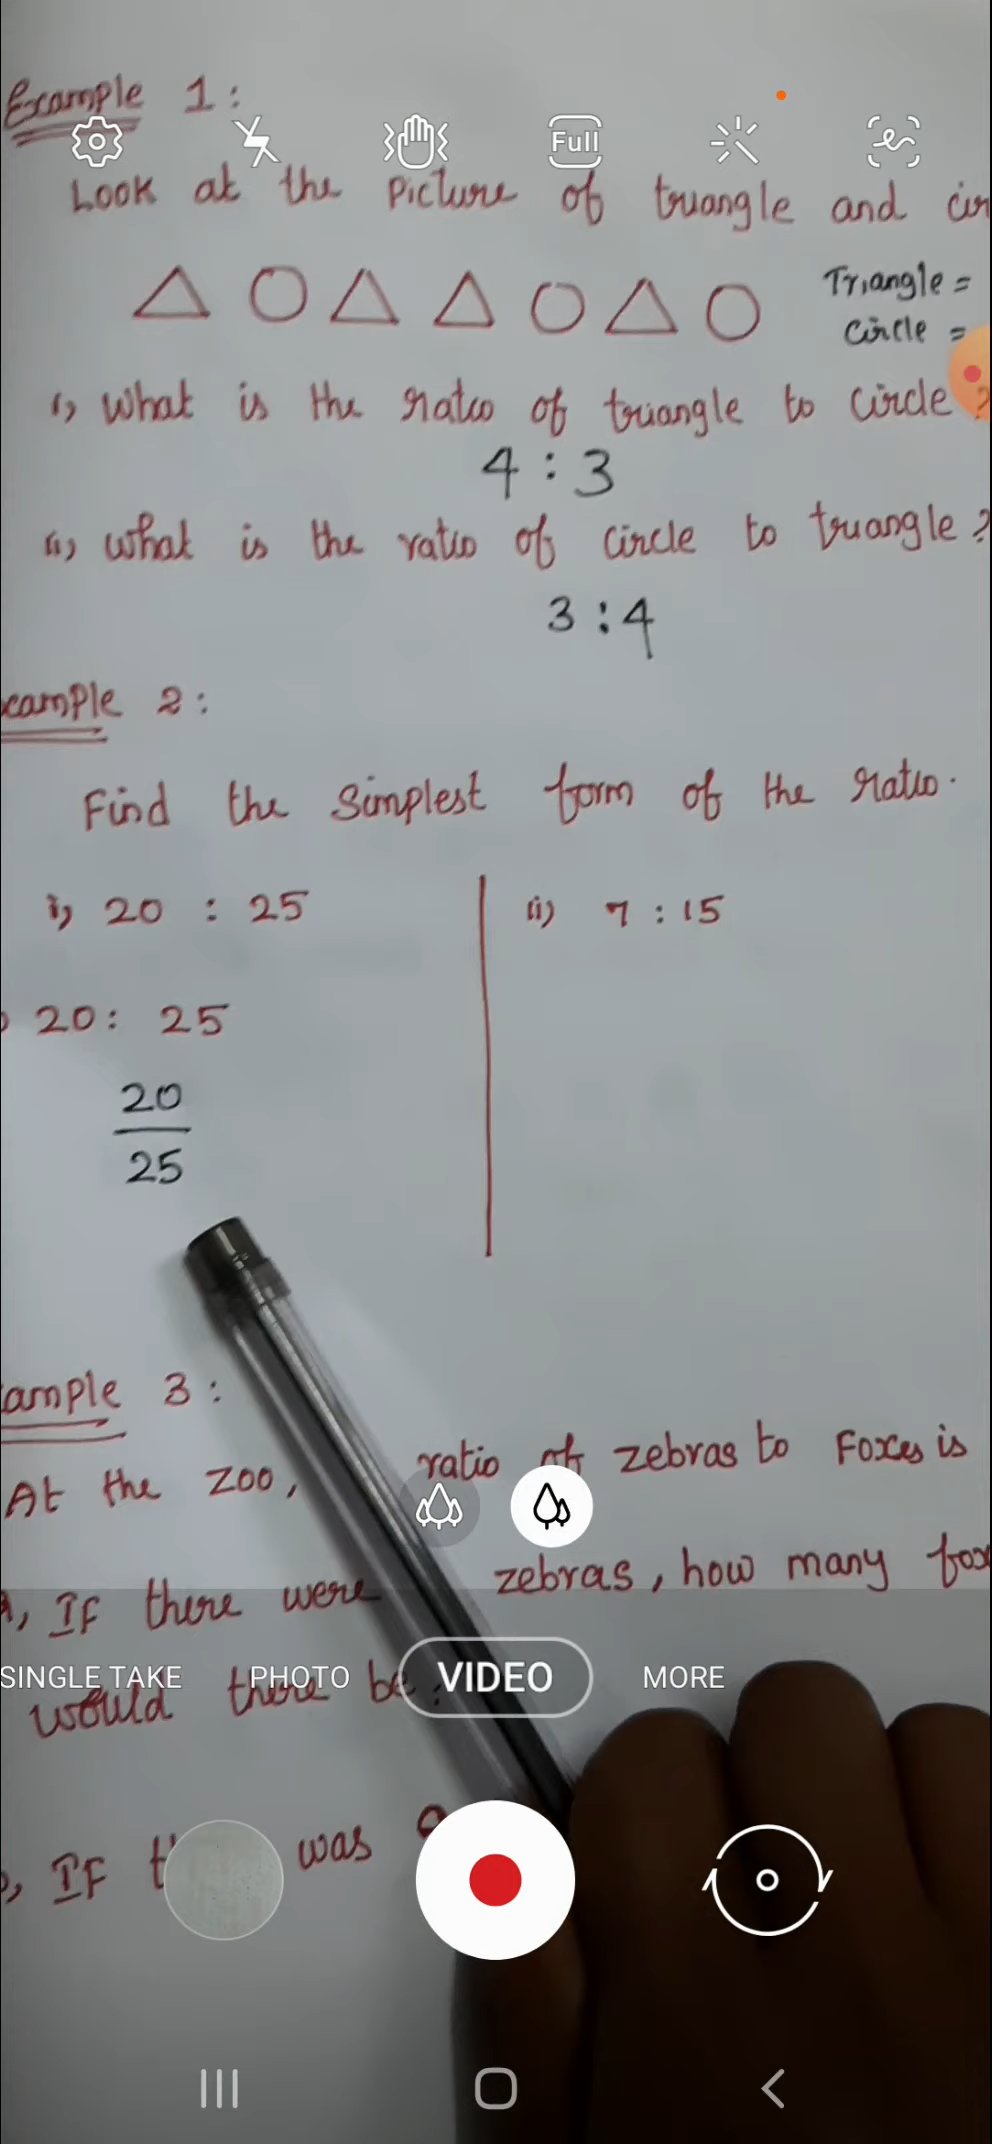 Example 1:
Full
Look at the Picture of triangle and
Triangle =
Circle =
i, What is the ratio of triangle to circle ?
4 : 3
ii, What is the ratio of circle to triangle ?
3 : 4
xample 2:
Find the Simplest form of the ratio.
i, 20 : 25
(ii) 7 : 15
20 : 25
20
25
ample 3:
At the zoo, ratio of zebras to Foxes is
, IF there were zebras, how many
SINGLE TAKE PHOTO VIDEO MORE
would there be
, IF was